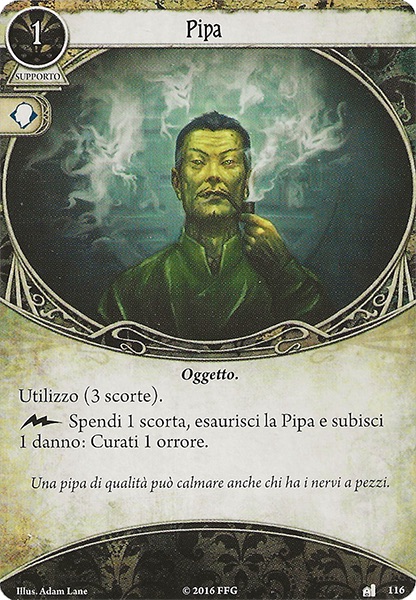 Pipa
1
SUPPORTO
Oggetto.
Utilizzo (3 scorte).
Spendi 1 scorta, esaurisci la Pipa e subisci
1 danno: Curati 1 orrore.
Una pipa di qualità può calmare anche chi ha i nervi a pezzi.
Illus. Adam Lane
© 2016 FFG
116